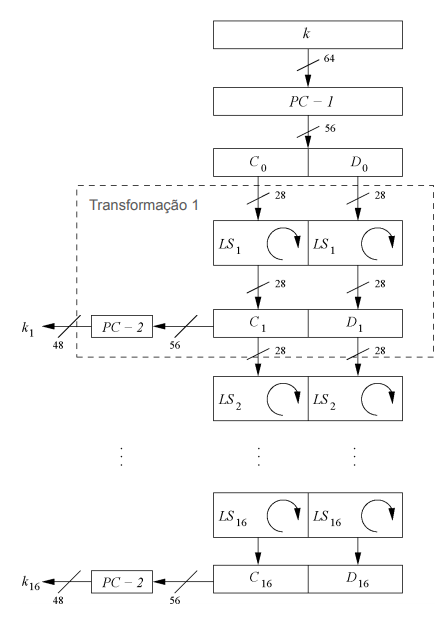 k
64
PC − 1
56
C0 D0
28 28
Transformação 1
LS1 LS1
28 28
k1 48 PC − 2 56 C1 D1
28 28
LS2 LS2
LS16 LS16
k16 48 PC − 2 56 C16 D16